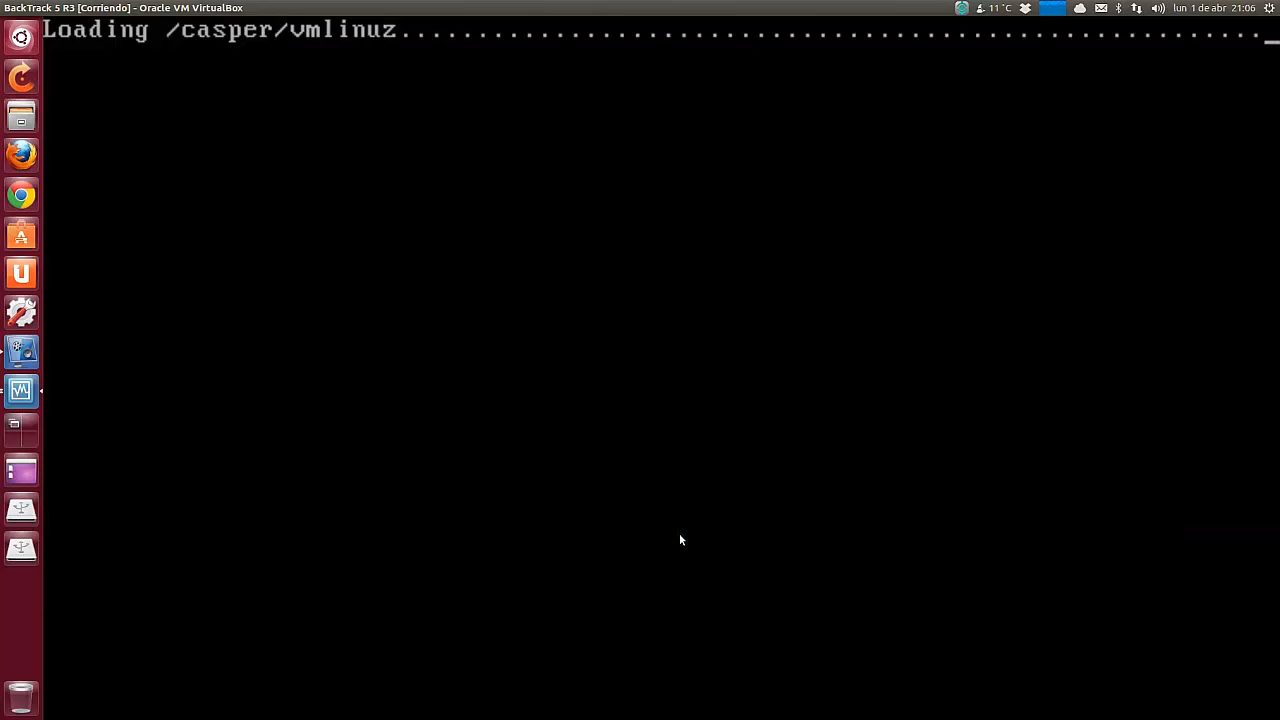 BackTrack 5 R3 [Corriendo] - Oracle VM VirtualBox
11°C
lun 1 de abr 21:06
Loading /casper/vmlinuz....................................................................